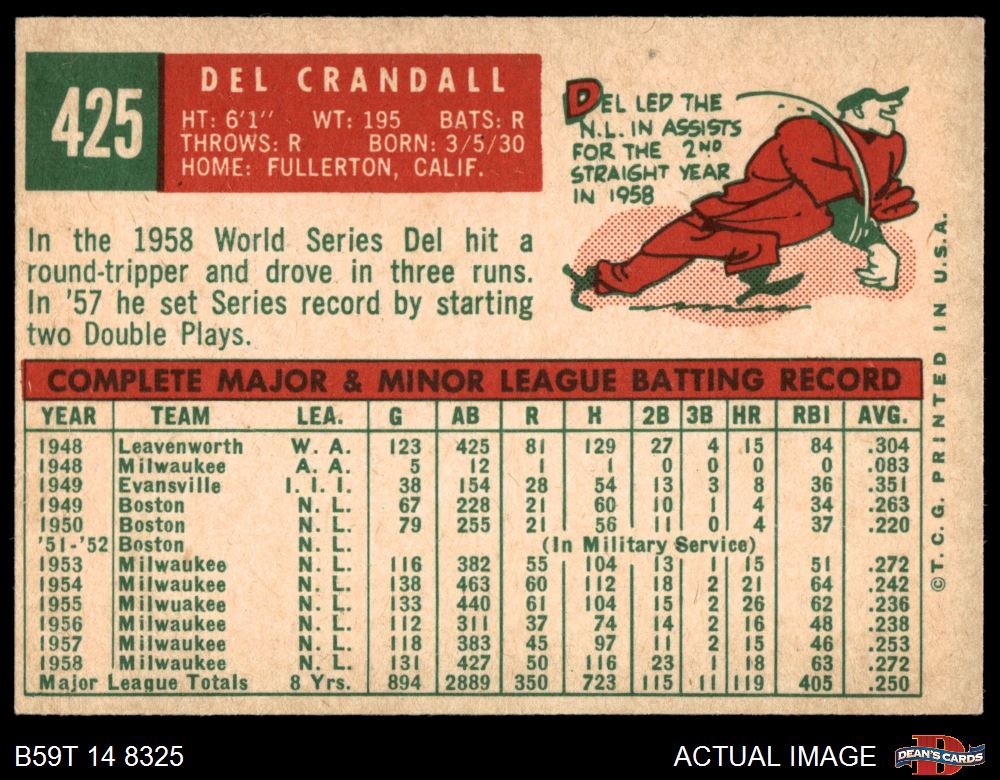 425
DEL CRANDALL
HT: 6'1" WT: 195 BATS: R
THROWS: R BORN: 3/5/30
HOME: FULLERTON, CALIF.
DEL LED THE
N.L. IN ASSISTS
FOR THE 2ND
STRAIGHT YEAR
IN 1958
In the 1958 World Series Del hit a
round-tripper and drove in three runs.
In '57 he set Series record by starting
two Double Plays.
COMPLETE MAJOR & MINOR LEAGUE BATTING RECORD
YEAR TEAM LEA. G AB R H 2B 3B HR RBI AVG.
1948 Leavenworth W. A. 123 425 81 129 27 4 15 84 .304
1948 Milwaukee A. A. 5 12 1 1 0 0 0 0 .083
1949 Evansville I. I. I. 38 154 28 54 13 3 8 36 .351
1949 Boston N. L. 67 228 21 60 10 1 4 34 .263
1950 Boston N. L. 79 255 21 56 11 0 4 37 .220
'51-'52 Boston N. L. (In Military Service)
1953 Milwaukee N. L. 116 382 55 104 13 1 15 51 .272
1954 Milwaukee N. L. 138 463 60 112 18 2 21 64 .242
1955 Milwuakee N. L. 133 440 61 104 15 2 26 62 .236
1956 Milwaukee N. L. 112 311 37 74 14 2 16 48 .238
1957 Milwaukee N. L. 118 383 45 97 11 2 15 46 .253
1958 Milwaukee N. L. 131 427 50 116 23 1 18 63 .272
Major League Totals 8 Yrs. 894 2889 350 723 115 11 119 405 .250
©T.C.G. PRINTED IN U.S.A.
B59T 14 8325
ACTUAL IMAGE
D
DEAN'S CARDS